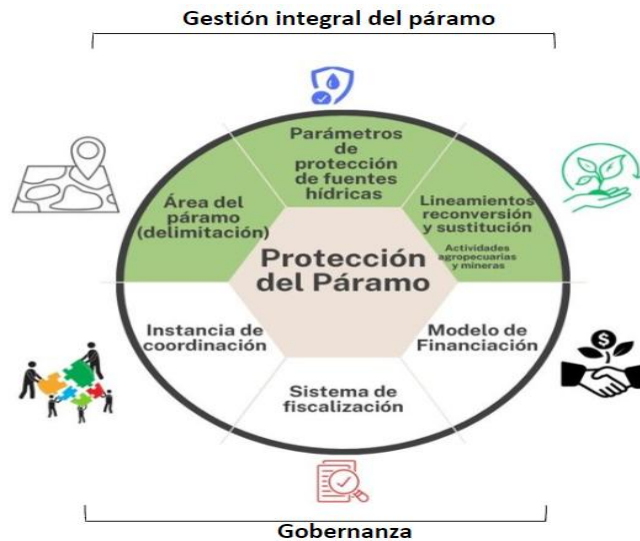 Gestión integral del páramo
Parámetros
de
protección
de fuentes
hídricas
Área del
páramo
(delimitación)
Lineamientos
reconversión
y sustitución
Actividades
agropecuarias
y mineras
Protección
del Páramo
Instancia de
coordinación
Modelo de
Financiación
$
Sistema de
fiscalización
Gobernanza